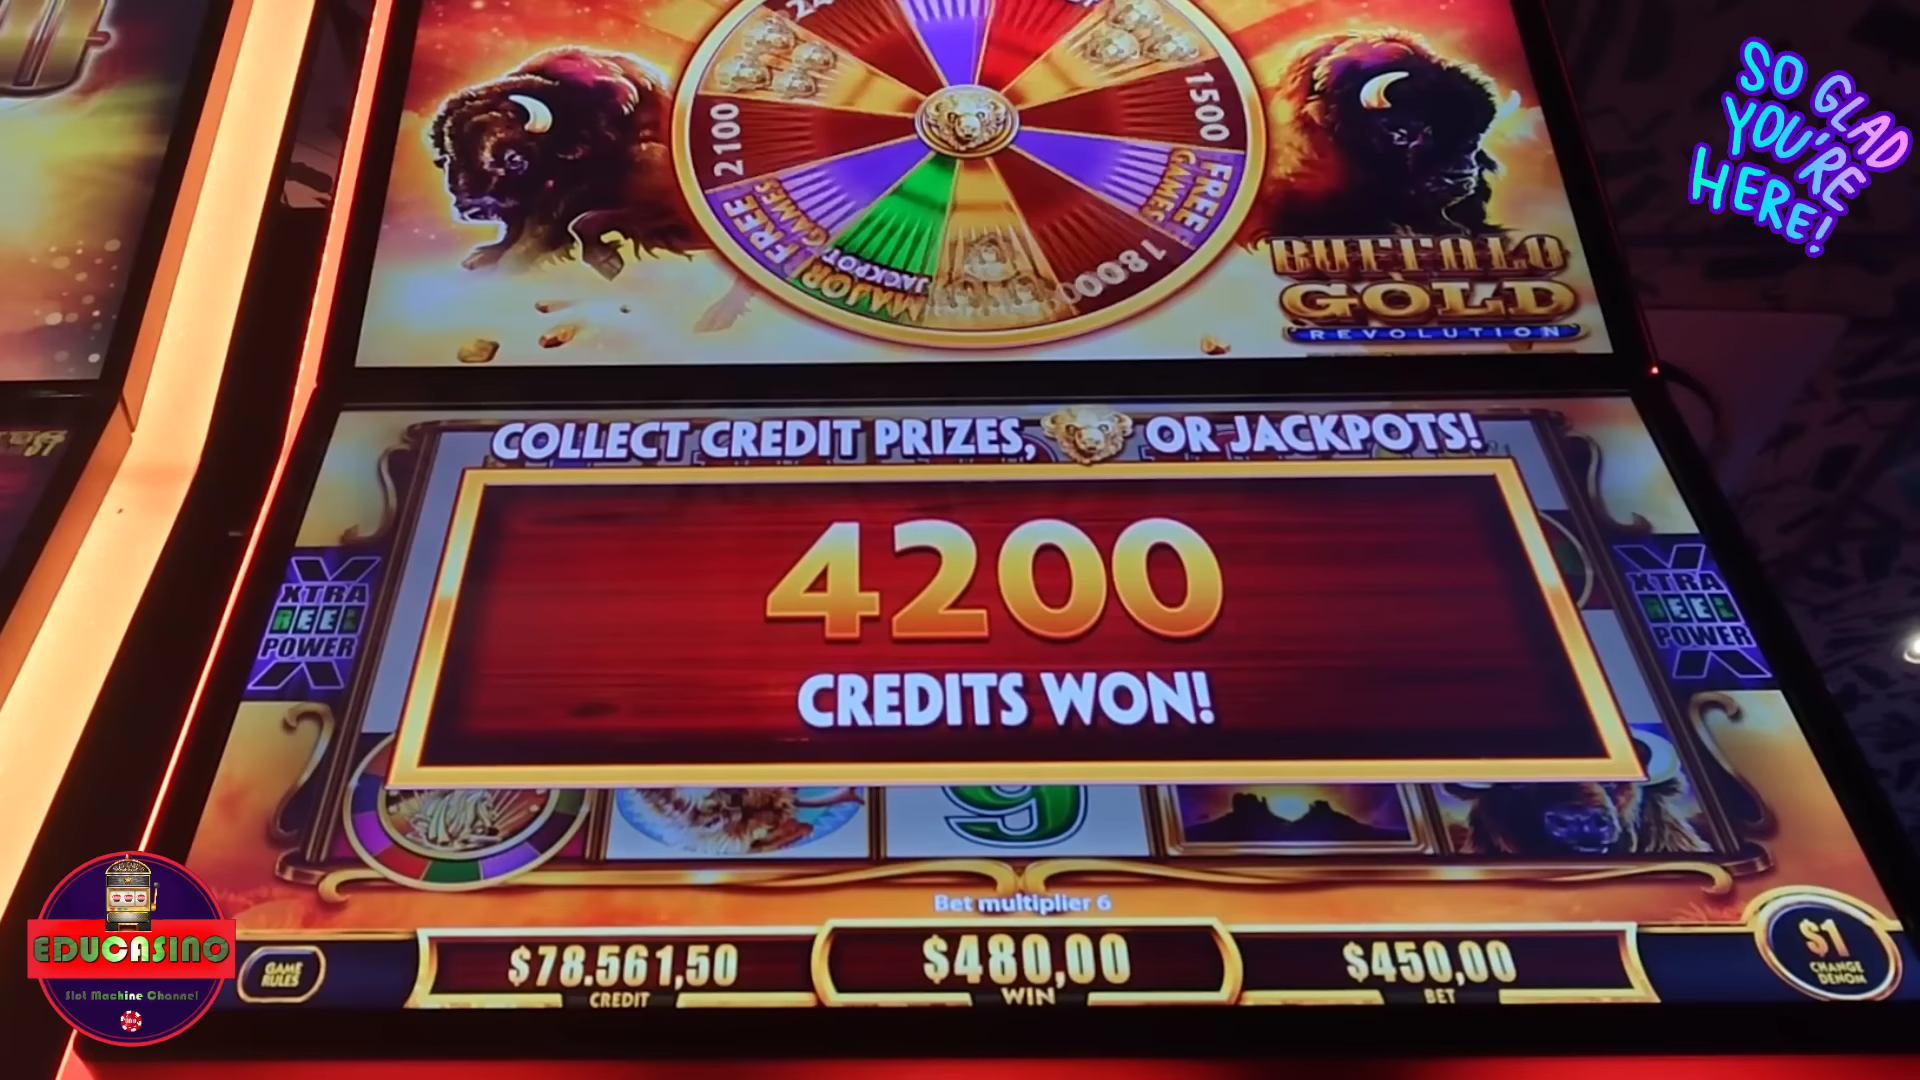 SO GLAD
YOU'RE
HERE!
2100
1500
FREE
GAMES
FREE
GAMES
MAJOR
JACKPOT
1800
BUFFALO
GOLD
REVOLUTION
COLLECT CREDIT PRIZES, OR JACKPOTS!
4200
CREDITS WON!
XTRA
REEL
POWER
XTRA
REEL
POWER
9
Bet multiplier 6
GAME
RULES
$78.561,50
CREDIT
$480,00
WIN
$450,00
BET
$1
CHANGE
DENOM
EDUCASINO
Slot Machine Channel